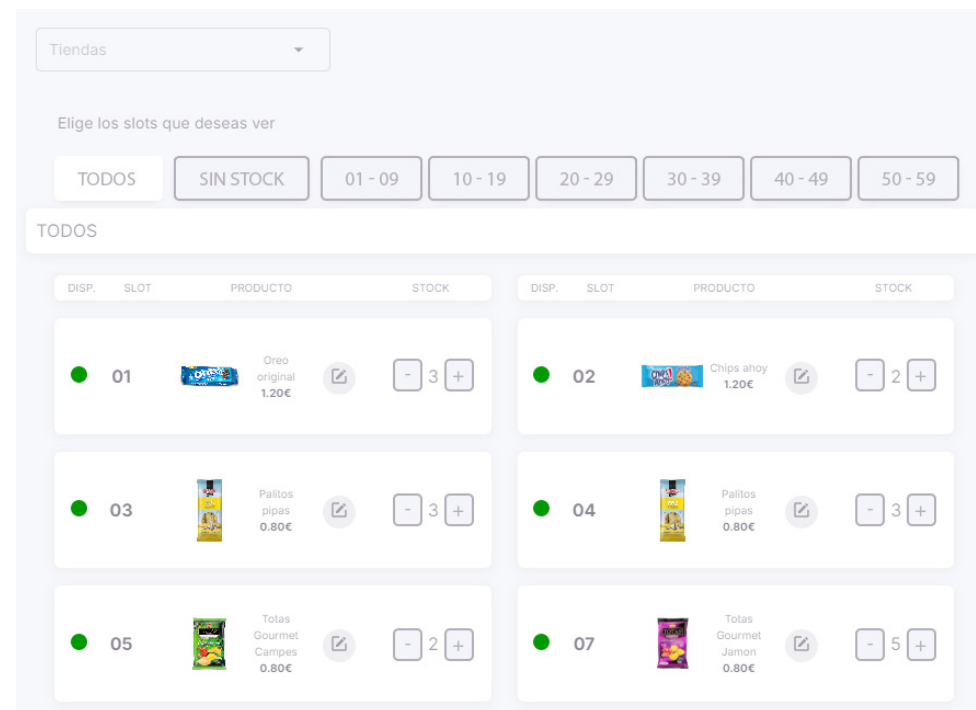 Tiendas
Elige los slots que deseas ver
TODOS SIN STOCK 01 - 09 10 - 19 20 - 29 30 - 39 40 - 49 50 - 59
TODOS
DISP. SLOT PRODUCTO STOCK DISP. SLOT PRODUCTO STOCK
01
OREO
Oreo
original
1.20€
- 3 +
02
CHIPS
AHOY!
Chips ahoy
1.20€
- 2 +
03
Palitos
pipas
0.80€
- 3 +
04
Palitos
pipas
0.80€
- 3 +
05
Totas
Gourmet
Campes
0.80€
- 2 +
07
Totas
Gourmet
Jamon
0.80€
- 5 +